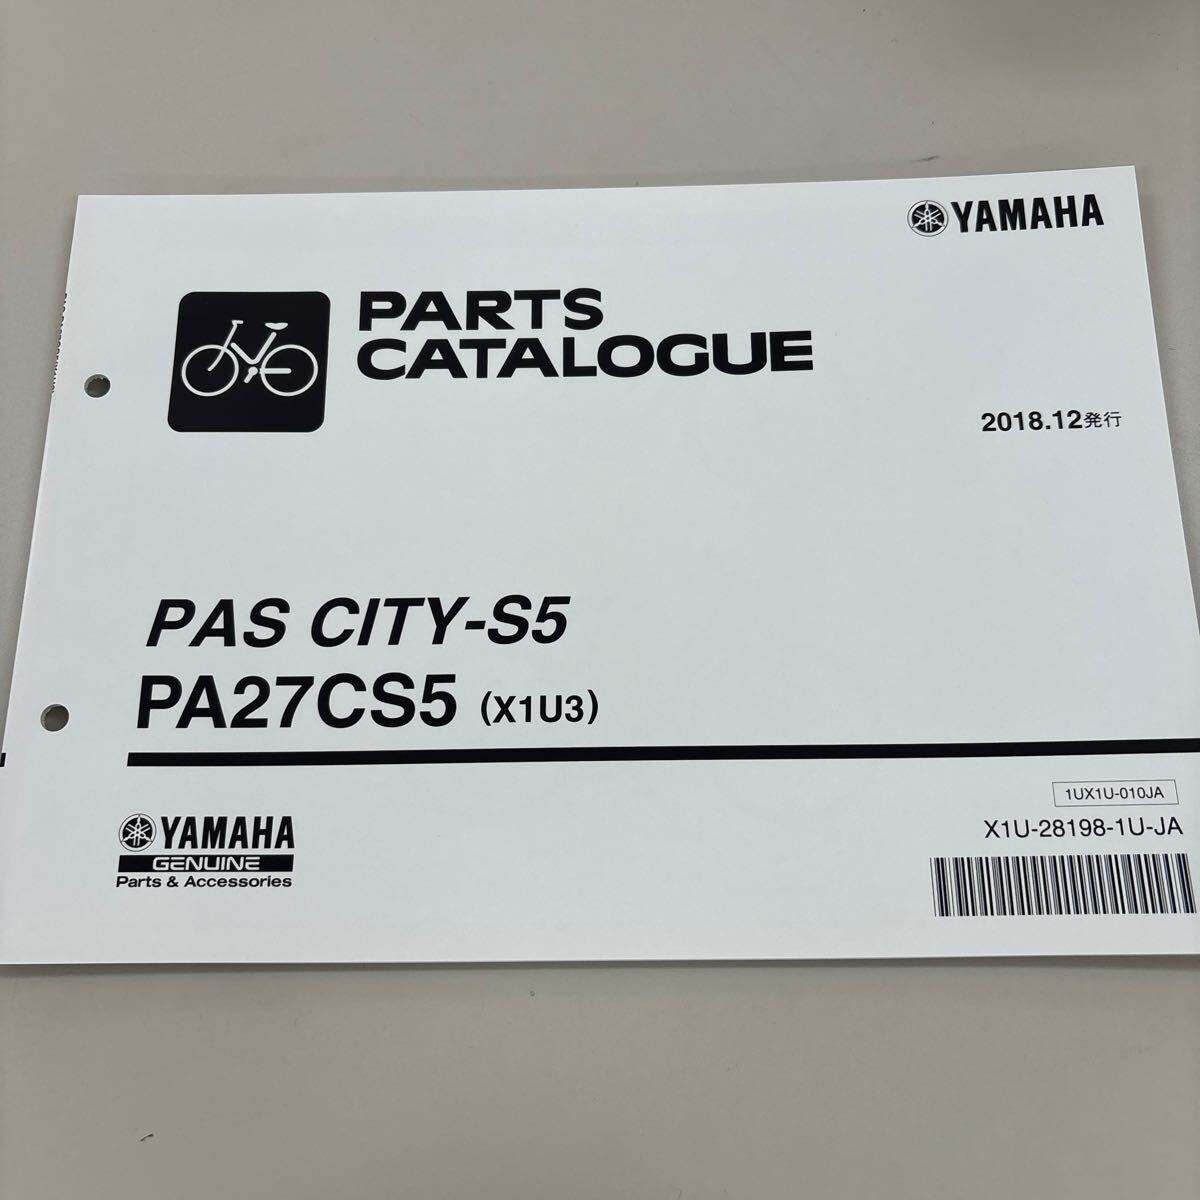 YAMAHA
PARTS
CATALOGUE
2018.12発行
PAS CITY-S5
PA27CS5 (X1U3)
YAMAHA
GENUINE
Parts & Accessories
1UX1U-010JA
X1U-28198-1U-JA